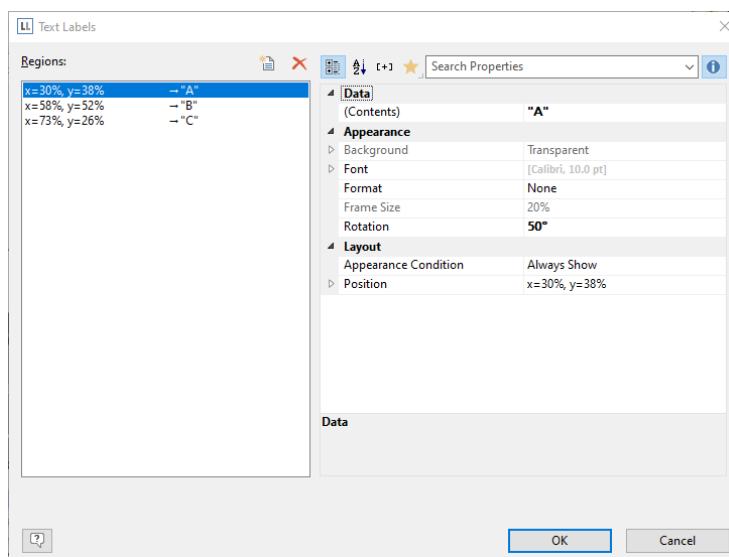 LL Text Labels
Regions:
x=30%, y=38% → "A"
x=58%, y=52% → "B"
x=73%, y=26% → "C"
A Z [+] Search Properties i
Data
(Contents) "A"
Appearance
Background Transparent
Font [Calibri, 10.0 pt]
Format None
Frame Size 20%
Rotation 50°
Layout
Appearance Condition Always Show
Position x=30%, y=38%
Data
? OK Cancel